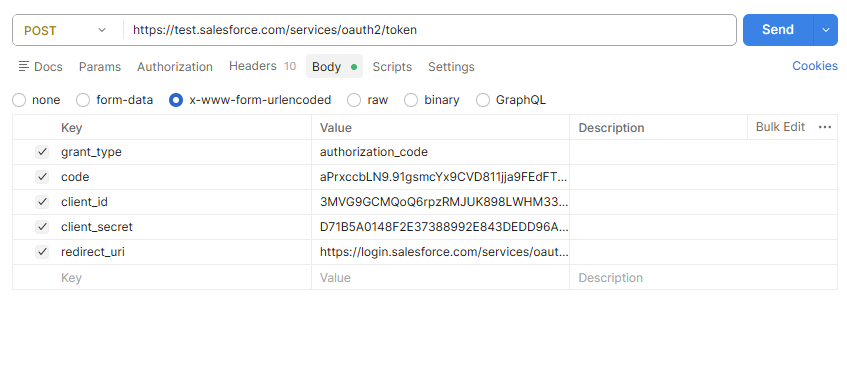 POST https://test.salesforce.com/services/oauth2/token Send
Docs Params Authorization Headers 10 Body Scripts Settings Cookies
none form-data x-www-form-urlencoded raw binary GraphQL
Key Value Description Bulk Edit
grant_type authorization_code
code aPrxccbLN9.91gsmcYx9CVD811jja9FEdFT...
client_id 3MVG9GCMQoQ6rpzRMJUK898LWHM33...
client_secret D71B5A0148F2E37388992E843DEDD96A...
redirect_uri https://login.salesforce.com/services/oaut...
Key Value Description